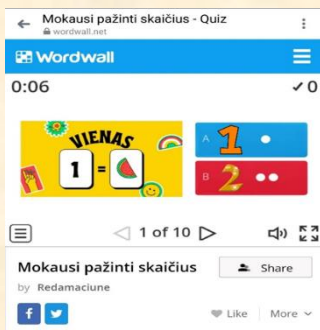 Mokausi pažinti skaičius - Quiz
wordwall.net
Wordwall
0:06
✓ 0
VIENAS
1 =
A 1
B 2
1 of 10
Mokausi pažinti skaičius
Share
by Redamaciune
Like More